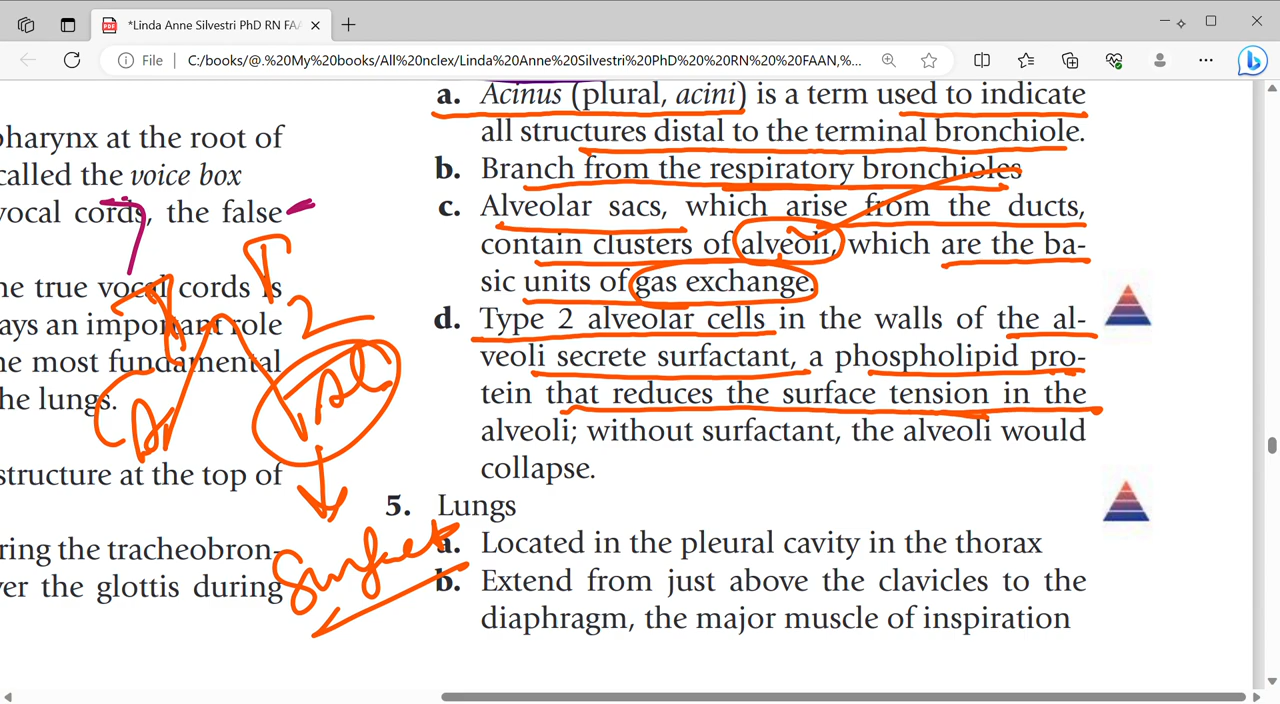 *Linda Anne Silvestri PhD RN FAA
File
C:/books/@.%20My%20books/All%20nclex/Linda%20Anne%20Silvestri%20PhD%20%20RN%20%20FAAN,%...
pharynx at the root of
called the voice box
vocal cords, the false
ne true vocal cords is
ays an important role
ne most fundamental
he lungs.
structure at the top of
ring the tracheobron-
ver the glottis during
a. Acinus (plural, acini) is a term used to indicate
all structures distal to the terminal bronchiole.
b. Branch from the respiratory bronchioles
c. Alveolar sacs, which arise from the ducts,
contain clusters of alveoli, which are the ba-
sic units of gas exchange.
d. Type 2 alveolar cells in the walls of the al-
veoli secrete surfactant, a phospholipid pro-
tein that reduces the surface tension in the
alveoli; without surfactant, the alveoli would
collapse.
5. Lungs
a. Located in the pleural cavity in the thorax
b. Extend from just above the clavicles to the
diaphragm, the major muscle of inspiration
2